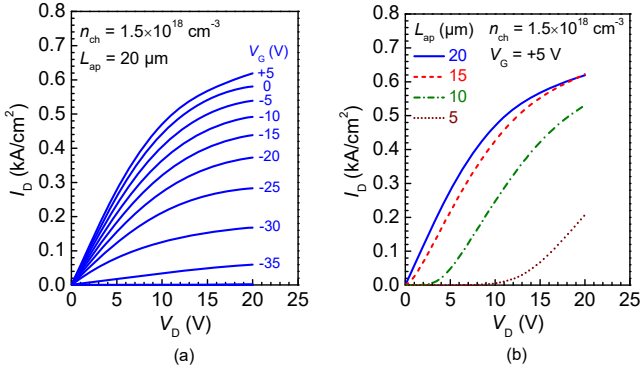 n_ch = 1.5×10^18 cm^-3
L_ap = 20 μm
V_G (V)
+5
0
-5
-10
-15
-20
-25
-30
-35
0.8
0.7
0.6
0.5
0.4
0.3
0.2
0.1
0.0
I_D (kA/cm²)
0 5 10 15 20 25
V_D (V)
(a)
L_ap (μm)
20
15
10
5
n_ch = 1.5×10^18 cm^-3
V_G = +5 V
0.8
0.7
0.6
0.5
0.4
0.3
0.2
0.1
0.0
I_D (kA/cm²)
0 5 10 15 20 25
V_D (V)
(b)